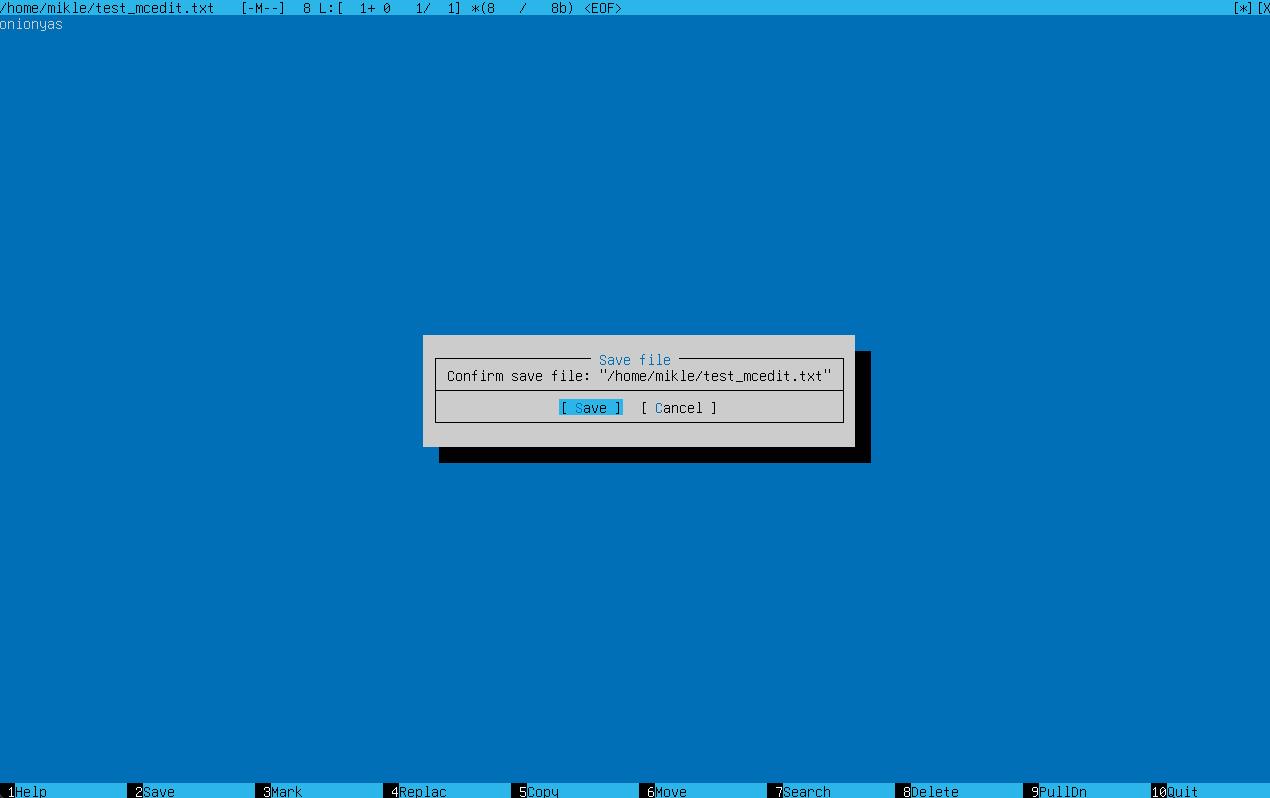 /home/mikle/test_mcedit.txt   [-M--]  8 L:[  1+ 0   1/  1] *(8   /   8b) <EOF>   [*][X
onionyas
Save file
Confirm save file: "/home/mikle/test_mcedit.txt"
[ Save ]  [ Cancel ]
1Help 2Save 3Mark 4Replac 5Copy 6Move 7Search 8Delete 9PullDn 10Quit